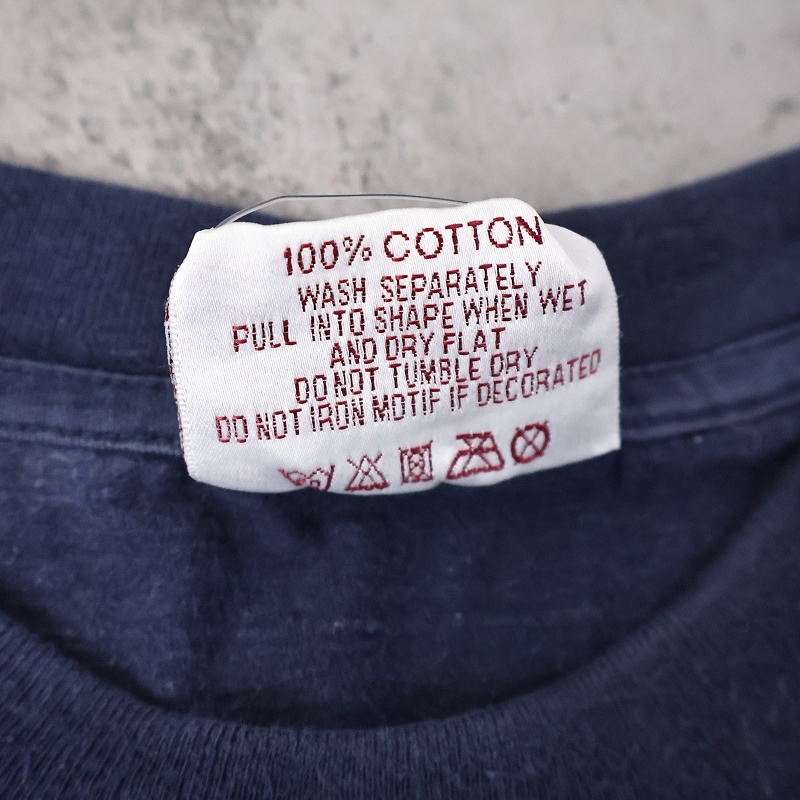 100% COTTON
WASH SEPARATELY
PULL INTO SHAPE WHEN WET
AND DRY FLAT
DO NOT TUMBLE DRY
DO NOT IRON MOTIF IF DECORATED